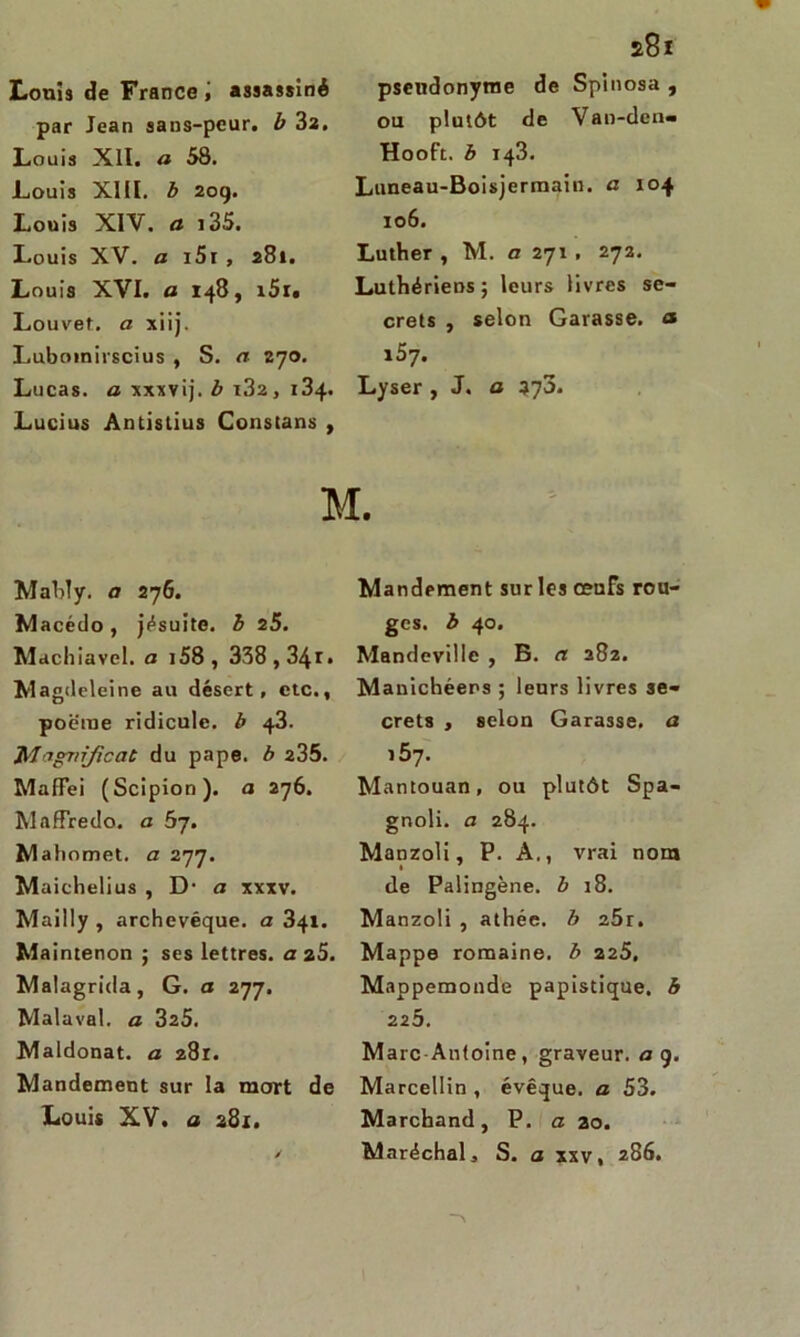 281
Louis de France ; assassiné
par Jean sans-peur. b 32.
Louis XII. a 58.
Louis XIII. b 209.
Louis XIV. a 135.
Louis XV. a 151, 281.
Louis XVI. a 148, 151.
Louvet. a xiij.
Lubomirscius, S. a 270.
Lucas. a xxxvij. b 132, 134.
Lucius Antistius Constans,
pseudonyme de Spinosa,
ou plutôt de Van-den-
Hooft. b 143.
Luneau-Boisjermain. a 104
106.
Luther, M. a 271, 272.
Luthériens; leurs livres se-
crets, selon Garasse. a
157.
Lyser, J. a 273.
M.
Mably. a 276.
Macédo, jésuite. b 25.
Machiavel. a 158, 338, 341.
Magdeleine au désert, etc.,
poëme ridicule. b 43.
Magnificat du pape. b 235.
Maffei (Scipion). a 276.
Maffredo. a 57.
Mahomet. a 277.
Maichelius, D· a xxxv.
Mailly, archevêque. a 341.
Maintenon; ses lettres. a 25.
Malagrida, G. a 277.
Malaval. a 325.
Maldonat. a 281.
Mandement sur la mort de
Louis XV. a 281.
Mandement sur les œufs rou-
ges. b 40.
Mandeville, B. a 282.
Manichéens; leurs livres se-
crets, selon Garasse. a
157.
Mantouan, ou plutôt Spa-
gnoli. a 284.
Manzoli, P. A., vrai nom
de Palingène. b 18.
Manzoli, athée. b 251.
Mappe romaine. b 225.
Mappemonde papistique. b
225.
Marc-Antoine, graveur. a 9.
Marcellin, évêque. a 53.
Marchand, P. a 20.
Maréchal, S. a xxv, 286.